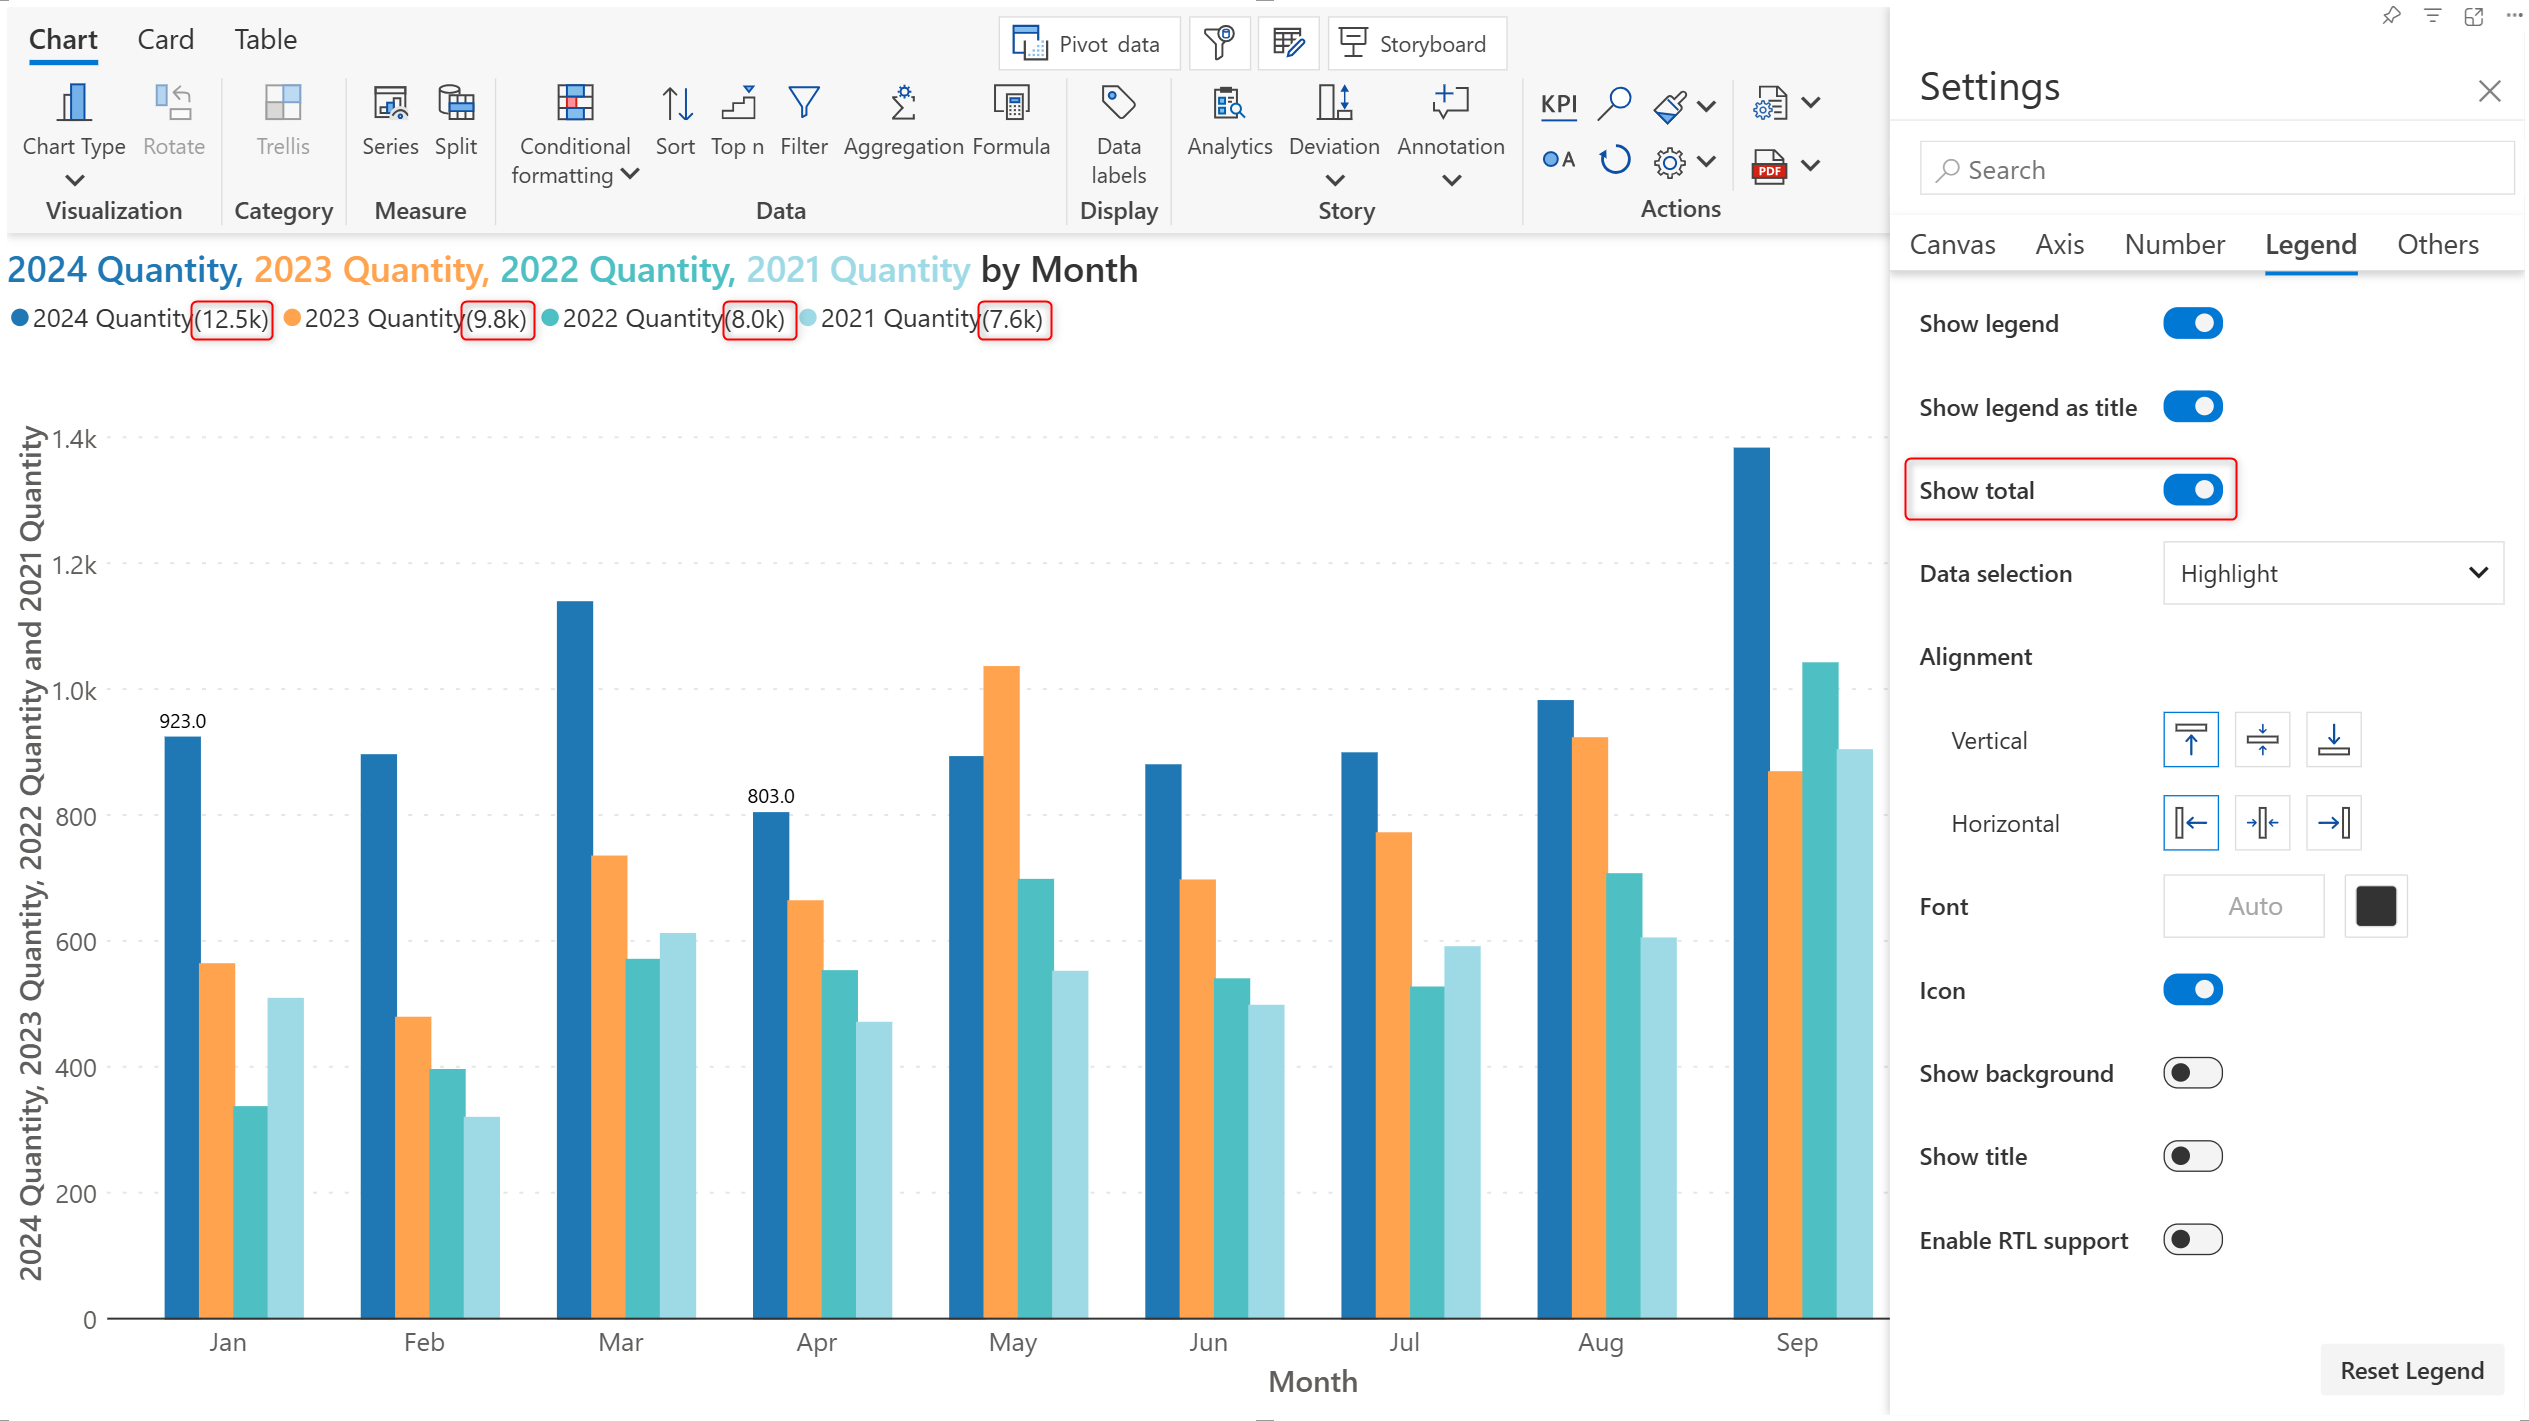 Chart Card Table
Pivot data
Storyboard
Chart Type
Rotate
Trellis
Series
Split
Conditional
formatting
Sort
Top n
Filter
Aggregation
Formula
Data
labels
Analytics
Deviation
Annotation
KPI
A
PDF
Visualization
Category
Measure
Data
Display
Story
Actions
2024 Quantity, 2023 Quantity, 2022 Quantity, 2021 Quantity by Month
2024 Quantity(12.5k) 2023 Quantity(9.8k) 2022 Quantity(8.0k) 2021 Quantity(7.6k)
2024 Quantity, 2023 Quantity, 2022 Quantity and 2021 Quantity
1.4k
1.2k
1.0k
800
600
400
200
0
923.0
803.0
Jan Feb Mar Apr May Jun Jul Aug Sep
Month
Settings
Search
Canvas Axis Number Legend Others
Show legend
Show legend as title
Show total
Data selection
Highlight
Alignment
Vertical
Horizontal
Font
Auto
Icon
Show background
Show title
Enable RTL support
Reset Legend